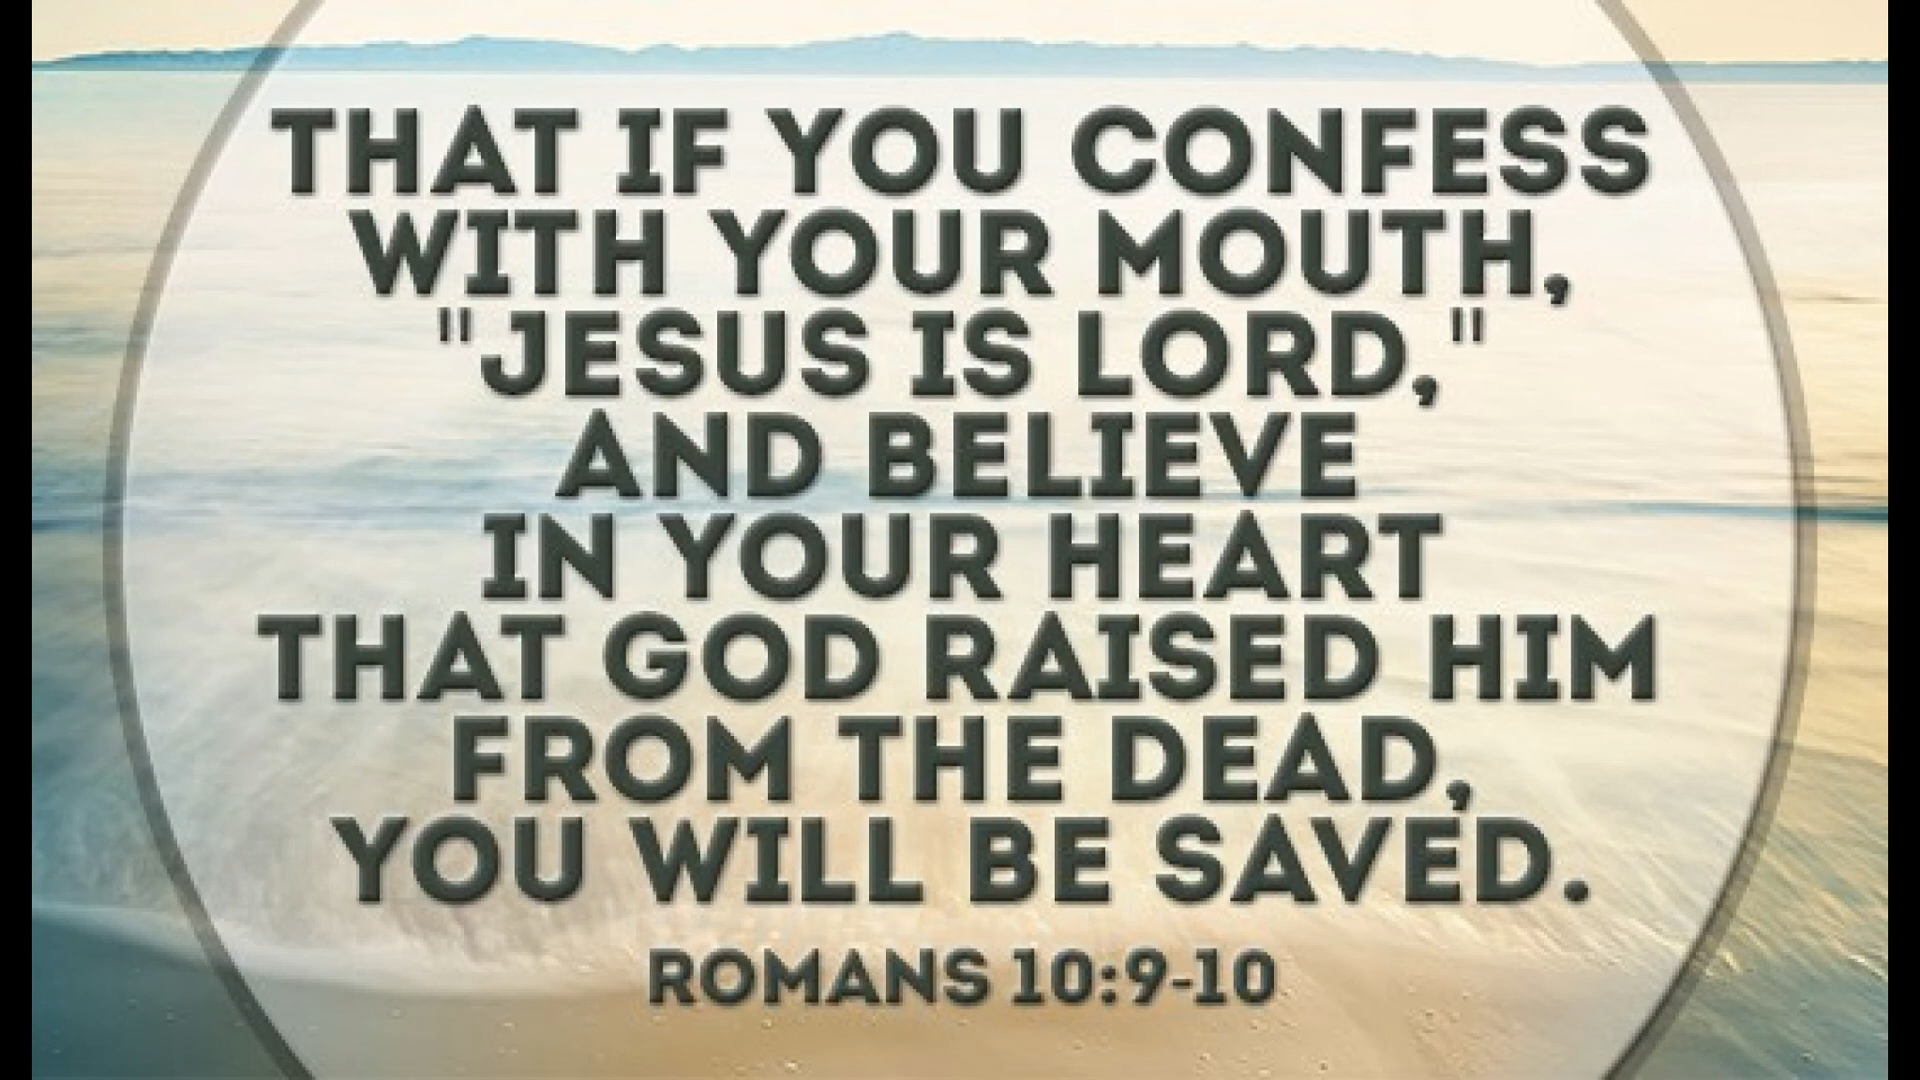 THAT IF YOU CONFESS
WITH YOUR MOUTH,
"JESUS IS LORD,"
AND BELIEVE
IN YOUR HEART
THAT GOD RAISED HIM
FROM THE DEAD,
YOU WILL BE SAVED.
ROMANS 10:9-10